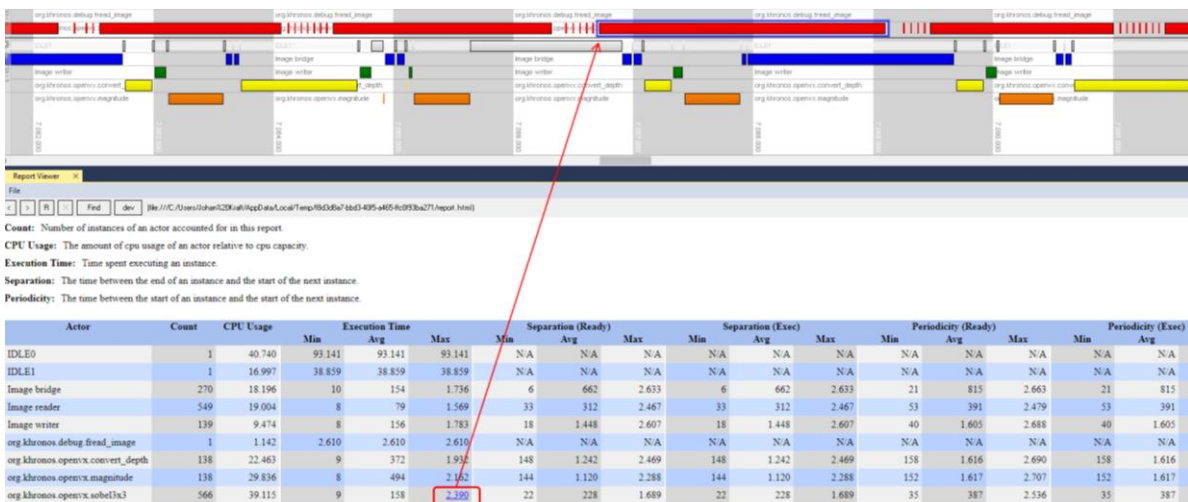 org.khronos.debug.fread_image org.khronos.debug.fread_image org.khronos.debug.fread_image org.khronos.debug.fread_image org.khronos.debug.fread_image
Image bridge Image bridge Image bridge
Image writer Image writer Image writer Image writer Image writer
org.khronos.openvx.convert_depth
org.khronos.openvx.magnitude org.khronos.openvx.magnitude org.khronos.openvx.magnitude org.khronos.openvx.magnitude
Report Viewer X
File
< > R X Find dev
Count: Number of instances of an actor accounted for in this report.
CPU Usage: The amount of cpu usage of an actor relative to cpu capacity.
Execution Time: Time spent executing an instance.
Separation: The time between the end of an instance and the start of the next instance.
Periodicity: The time between the start of an instance and the start of the next instance.
Actor Count CPU Usage Execution Time Separation (Ready) Separation (Exec) Periodicity (Ready) Periodicity (Exec)
Min Avg Max Min Avg Max Min Avg Max Min Avg Max Min Avg
IDLE0 1 40.740 93.141 93.141 93.141 N/A N/A N/A N/A N/A N/A N/A N/A N/A N/A N/A
IDLE1 1 16.997 38.859 38.859 38.859 N/A N/A N/A N/A N/A N/A N/A N/A N/A N/A N/A
Image bridge 270 18.196 10 154 1.736 6 662 2.633 6 662 2.633 21 815 2.663 21 815
Image reader 549 19.004 8 79 1.569 33 312 2.467 33 312 2.467 53 391 2.479 53 391
Image writer 139 9.474 8 156 1.783 18 1.448 2.607 18 1.448 2.607 40 1.605 2.688 40 1.605
org.khronos.debug.fread_image 1 1.142 2.610 2.610 2.610 N/A N/A N/A N/A N/A N/A N/A N/A N/A N/A N/A
org.khronos.openvx.convert_depth 138 22.463 9 372 1.932 148 1.242 2.469 148 1.242 2.469 158 1.616 2.690 158 1.616
org.khronos.openvx.magnitude 138 29.836 8 494 2.162 144 1.120 2.288 144 1.120 2.288 152 1.617 2.707 152 1.617
org.khronos.openvx.sobel3x3 566 39.115 9 158 2.390 22 228 1.689 22 228 1.689 35 387 2.536 35 387